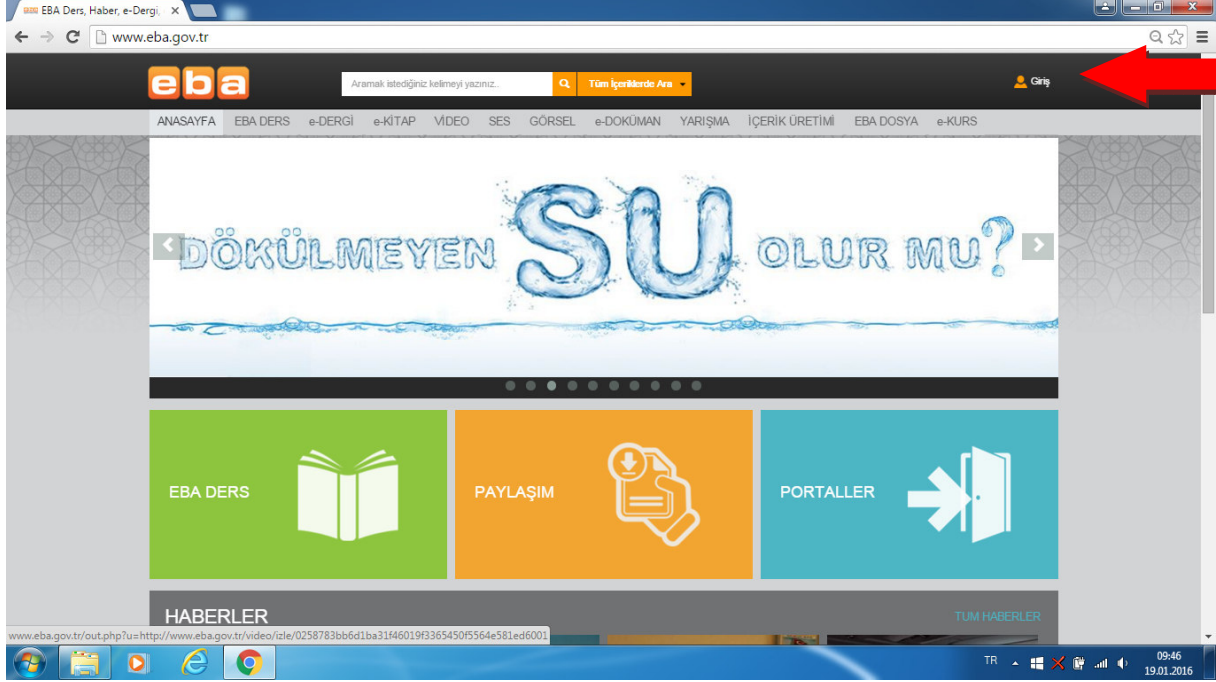 EBA Ders, Haber, e-Dergi,
www.eba.gov.tr
eba
Aramak istediğiniz kelimeyi yazınız..
Tüm İçeriklerde Ara
Giriş
ANASAYFA EBA DERS e-DERGİ e-KİTAP VİDEO SES GÖRSEL e-DOKÜMAN YARIŞMA İÇERİK ÜRETİMİ EBA DOSYA e-KURS
DÖKÜLMEYEN SU OLUR MU?
EBA DERS
PAYLAŞIM
PORTALLER
HABERLER
TÜM HABERLER
www.eba.gov.tr/out.php?u=http://www.eba.gov.tr/video/izle/0258783bb6d1ba31f46019f3365450f5564e581ed6001
TR
09:46
19.01.2016